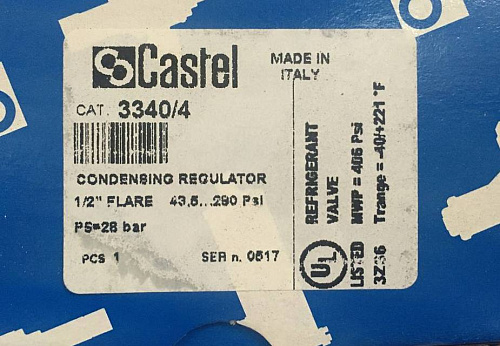 Castel
MADE IN
ITALY
CAT. 3340/4
CONDENSING REGULATOR
1/2" FLARE 43,5...290 Psi
PS=28 bar
PCS 1
SER n. 0517
REFRIGERANT
VALVE
MWP = 406 Psi
Trange = -40/+221 °F
UL
LISTED